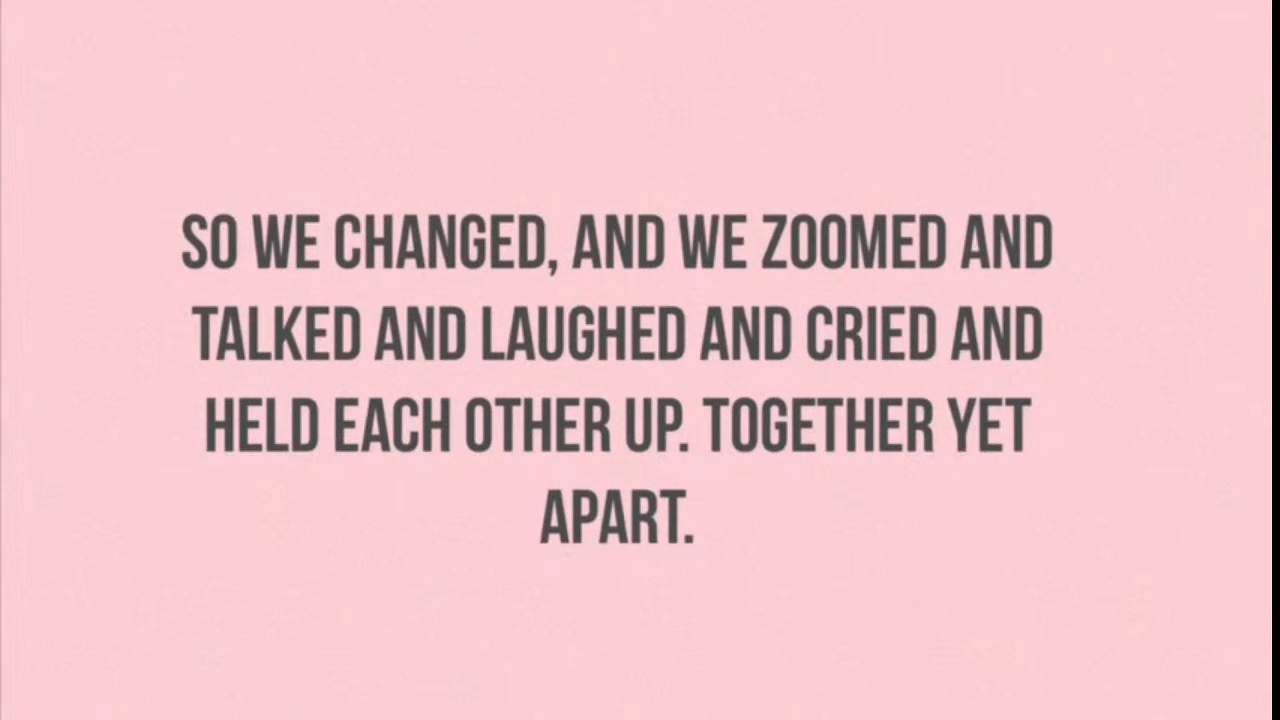 SO WE CHANGED, AND WE ZOOMED AND
TALKED AND LAUGHED AND CRIED AND
HELD EACH OTHER UP. TOGETHER YET
APART.